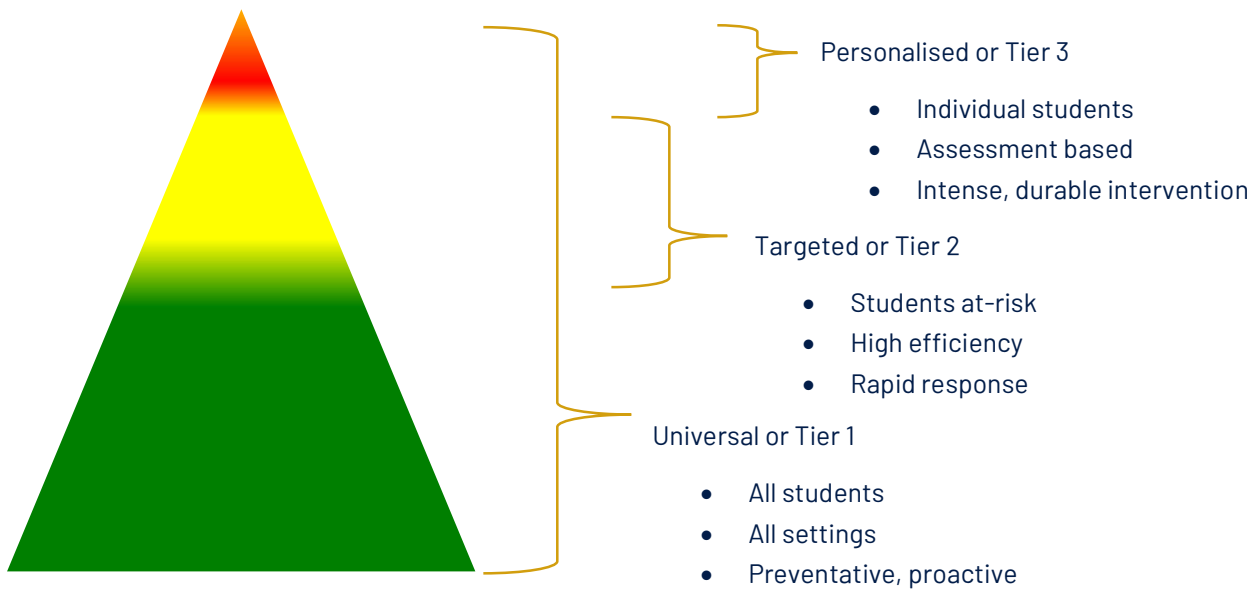 Personalised or Tier 3
• Individual students
• Assessment based
• Intense, durable intervention
Targeted or Tier 2
• Students at-risk
• High efficiency
• Rapid response
Universal or Tier 1
• All students
• All settings
• Preventative, proactive